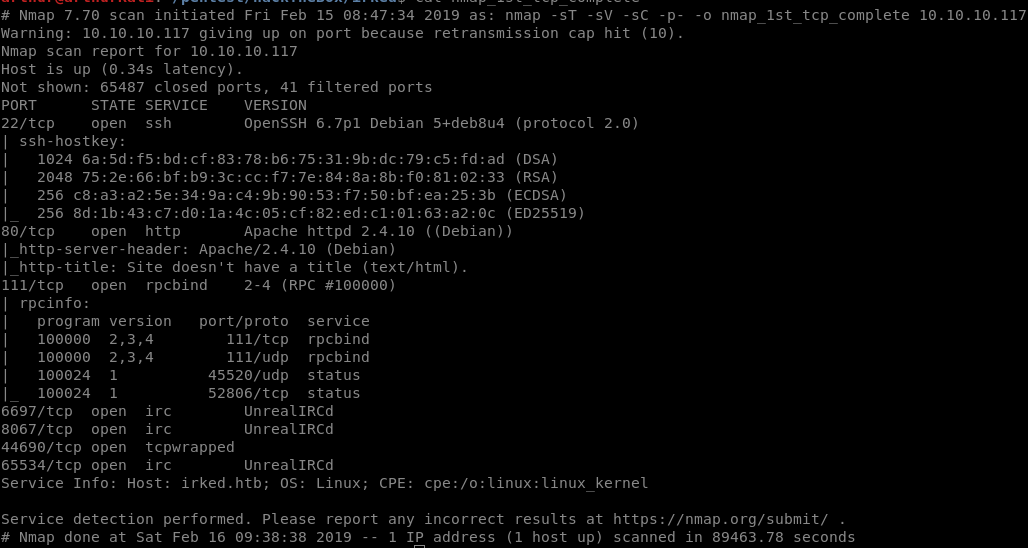 # Nmap 7.70 scan initiated Fri Feb 15 08:47:34 2019 as: nmap -sT -sV -sC -p- -o nmap_1st_tcp_complete 10.10.10.117
Warning: 10.10.10.117 giving up on port because retransmission cap hit (10).
Nmap scan report for 10.10.10.117
Host is up (0.34s latency).
Not shown: 65487 closed ports, 41 filtered ports
PORT      STATE SERVICE    VERSION
22/tcp    open  ssh        OpenSSH 6.7p1 Debian 5+deb8u4 (protocol 2.0)
| ssh-hostkey:
|   1024 6a:5d:f5:bd:cf:83:78:b6:75:31:9b:dc:79:c5:fd:ad (DSA)
|   2048 75:2e:66:bf:b9:3c:cc:f7:7e:84:8a:8b:f0:81:02:33 (RSA)
|   256 c8:a3:a2:5e:34:9a:c4:9b:90:53:f7:50:bf:ea:25:3b (ECDSA)
|_  256 8d:1b:43:c7:d0:1a:4c:05:cf:82:ed:c1:01:63:a2:0c (ED25519)
80/tcp    open  http       Apache httpd 2.4.10 ((Debian))
|_http-server-header: Apache/2.4.10 (Debian)
|_http-title: Site doesn't have a title (text/html).
111/tcp   open  rpcbind    2-4 (RPC #100000)
| rpcinfo:
|   program version   port/proto  service
|   100000  2,3,4        111/tcp  rpcbind
|   100000  2,3,4        111/udp  rpcbind
|   100024  1          45520/udp  status
|_  100024  1          52806/tcp  status
6697/tcp  open  irc        UnrealIRCd
8067/tcp  open  irc        UnrealIRCd
44690/tcp open  tcpwrapped
65534/tcp open  irc        UnrealIRCd
Service Info: Host: irked.htb; OS: Linux; CPE: cpe:/o:linux:linux_kernel
Service detection performed. Please report any incorrect results at https://nmap.org/submit/ .
# Nmap done at Sat Feb 16 09:38:38 2019 -- 1 IP address (1 host up) scanned in 89463.78 seconds